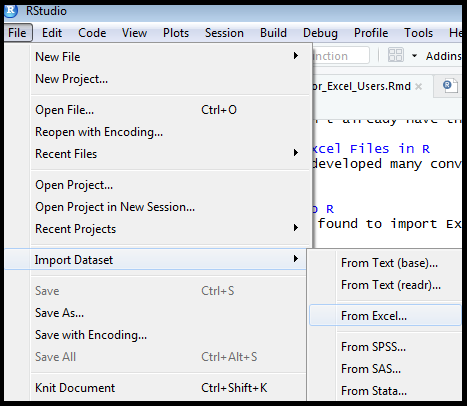 RStudio
File Edit Code View Plots Session Build Debug Profile Tools He
New File
New Project...
Open File... Ctrl+O
Reopen with Encoding...
Recent Files
Open Project...
Open Project in New Session...
Recent Projects
Import Dataset
Save Ctrl+S
Save As...
Save with Encoding...
Save All Ctrl+Alt+S
Knit Document Ctrl+Shift+K
From Text (base)...
From Text (readr)...
From Excel...
From SPSS...
From SAS...
From Stata...
nction Addins
or_Excel_Users.Rmd
t already have th
xcel Files in R
developed many conv
o R
found to import Ex